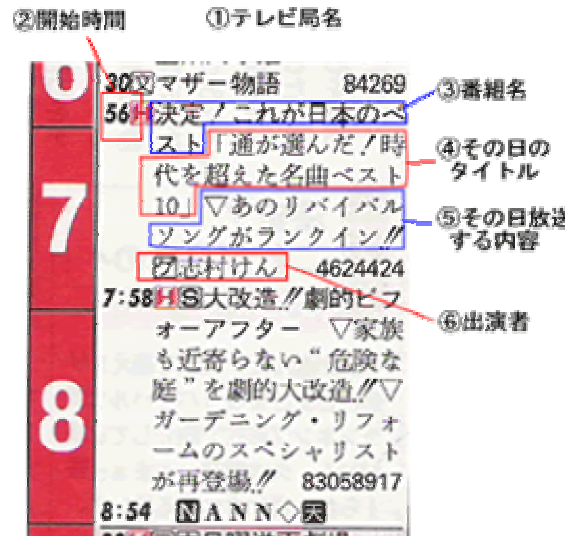 ②開始時間
①テレビ局名
30 文 マザー物語 84269
56 H 決定！これが日本のベ
スト「通が選んだ！時
代を超えた名曲ベスト
10」▽あのリバイバル
ソングがランクイン!!
志村けん 4624424
7:58 H S 大改造!!劇的ビフ
ォーアフター ▽家族
も近寄らない“危険な
庭”を劇的大改造!!▽
ガーデニング・リフォ
ームのスペシャリスト
が再登場!! 83058917
8:54 N ANN◇天
7
8
③番組名
④その日の
タイトル
⑤その日放送
する内容
⑥出演者